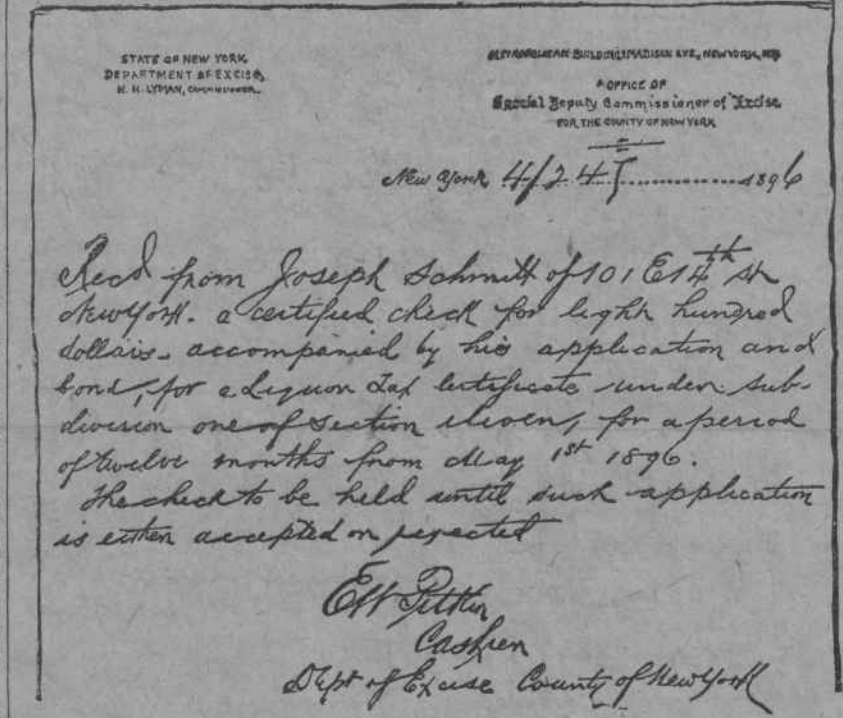 STATE OF NEW YORK
DEPARTMENT OF EXCISE,
H. H. LYMAN, COMMISSIONER.
METROPOLITAN BUILDING, MADISON AVE., NEW YORK,
OFFICE OF
Special Deputy Commissioner of Excise
FOR THE COUNTY OF NEW YORK
New York 4/24 1896
Recd from Joseph Schmitt of 101 E 14th St
New York. a certified check for Eight hundred
dollars. accompanied by his application and
bond, for a Liquor Tax Certificate under sub-
division one of section eleven, for a period
of twelve months from May 1st 1896.
The check to be held until such application
is either accepted or rejected
Pitkin
Cashier
Dept of Excise County of New York